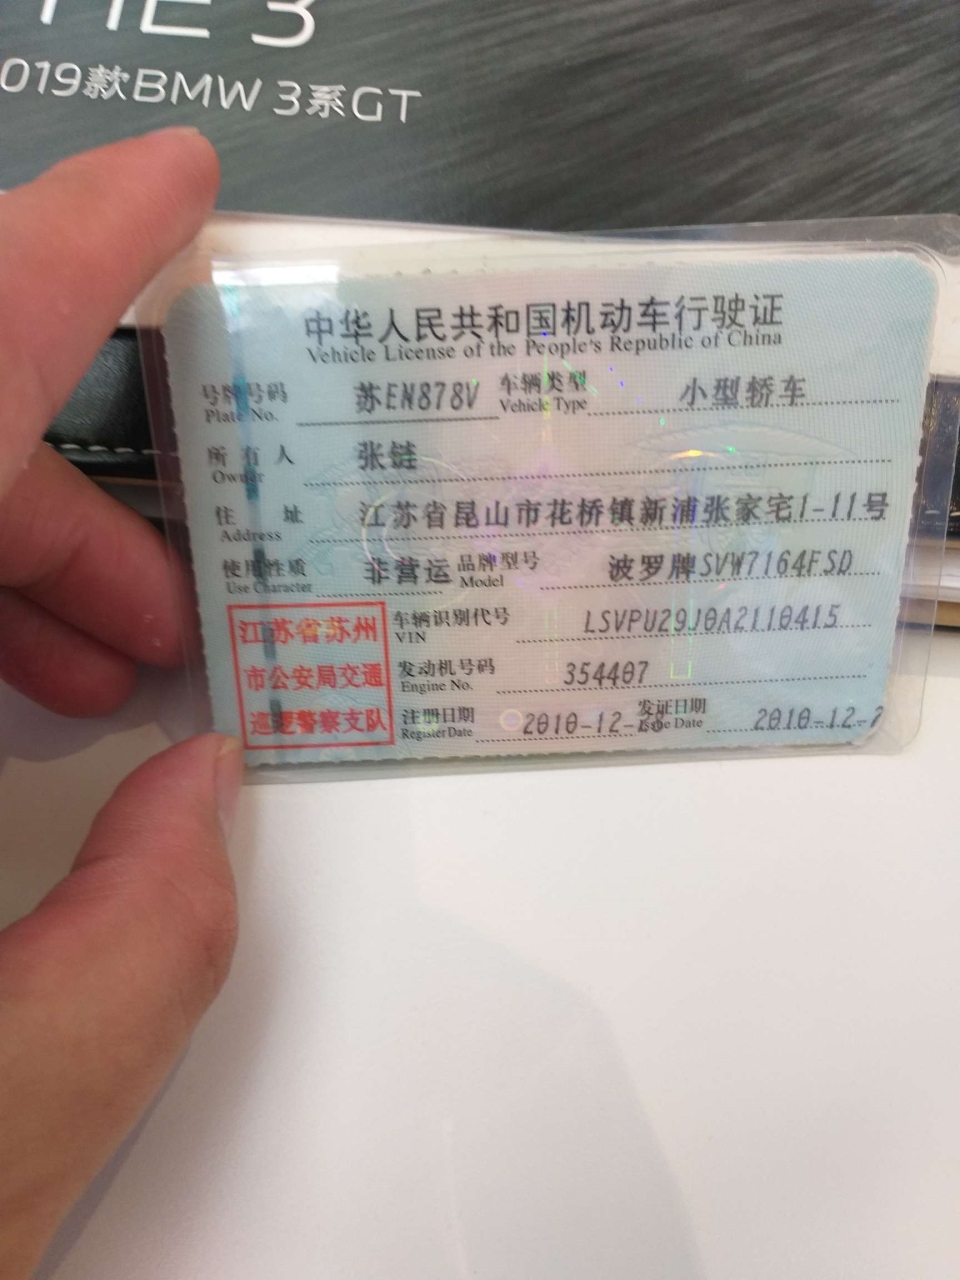 HE 3
019款BMW 3系GT
中华人民共和国机动车行驶证
Vehicle License of the People's Republic of China
号牌号码 苏EN878V 车辆类型 小型轿车
Plate No. Vehicle Type
所有人 张链
Owner
住址 江苏省昆山市花桥镇新浦张家宅1-11号
Address
使用性质 非营运 品牌型号 波罗牌SVW7164FSD
Use Character Model
江苏省苏州
市公安局交通
巡逻警察支队
车辆识别代号 LSVPU29J0A2110415
VIN
发动机号码 354407
Engine No.
注册日期 2010-12-28 发证日期 2010-12-2
Register Date Issue Date